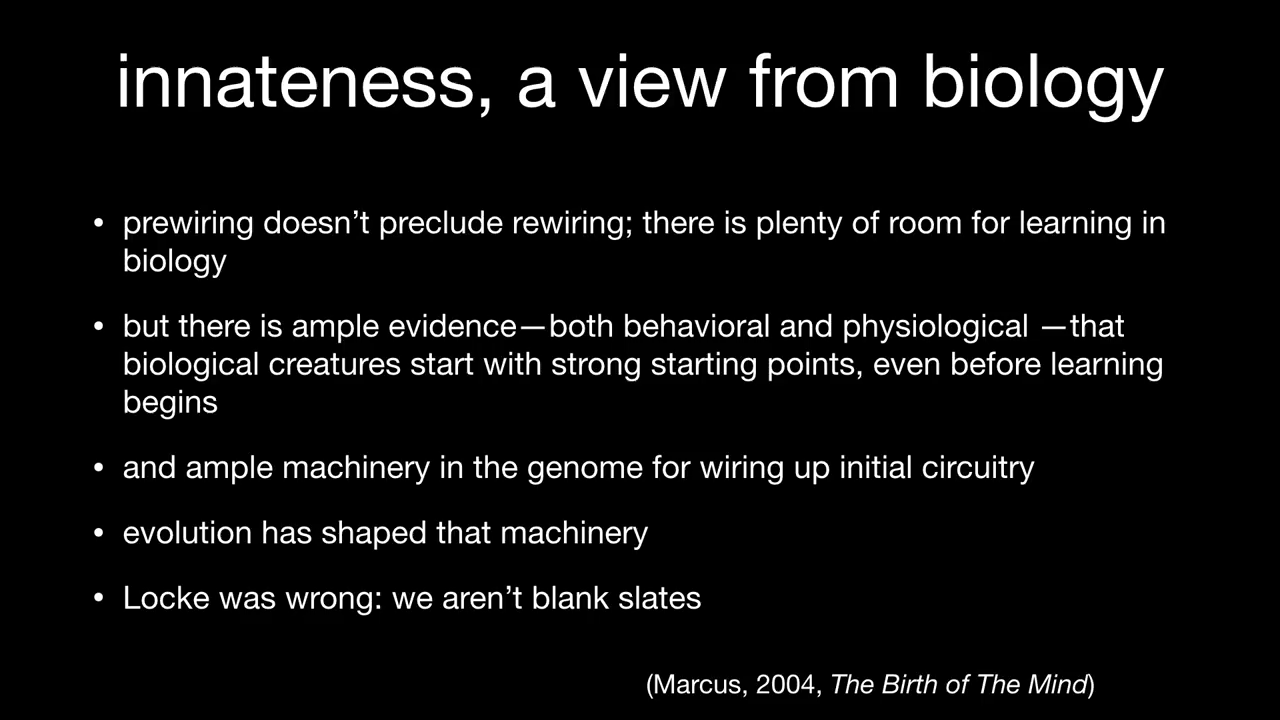 innateness, a view from biology
• prewiring doesn’t preclude rewiring; there is plenty of room for learning in
biology
• but there is ample evidence—both behavioral and physiological —that
biological creatures start with strong starting points, even before learning
begins
• and ample machinery in the genome for wiring up initial circuitry
• evolution has shaped that machinery
• Locke was wrong: we aren’t blank slates
(Marcus, 2004, The Birth of The Mind)